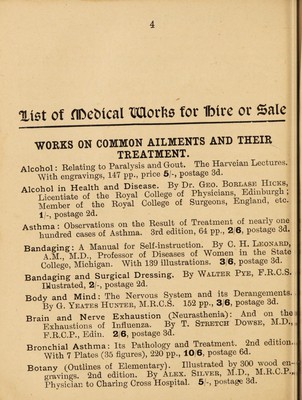 4
List of Medical Works for Hire or Sale
WORKS ON COMMON AILMENTS AND THEIR
TREATMENT.
Alcohol: Relating to Paralysis and Gout. The Harveian Lectures.
With engravings, 147 pp., price 5/-, postage 3d.
Alcohol in Health and Disease. By Dr. GEO. BORLASE HICKS,
Licentiate of the Royal College of Physicians, Edinburgh;
Member of the Royal College of Surgeons, England, etc.
1/-, postage 2d.
Asthma: Observations on the Result of Treatment of nearly one
hundred cases of Asthma. 3rd edition, 64 pp., 2/6, postage 3d.
Bandaging: A Manual for Self-instruction. By C. H. LEONARD,
A.M., M.D., Professor of Diseases of Women in the State
College, Michigan. With 139 illustrations. 3/6, postage 3d.
Bandaging and Surgical Dressing. By WALTER PYE, F.R.C.S.
Illustrated, 2/-, postage 2d.
Body and Mind: The Nervous System and its Derangements.
By G. YEATES HUNTER, M.R.C.S. 152 pp., 3/6, postage 3d.
Brain and Nerve Exhaustion (Neurasthenia): And on the
Exhaustions of Influenza. By T. STRETCH DOWSE, M.D.,
F.R.C.P., Edin. 2/6, postage 3d.
Bronchial Asthma: Its Pathology and Treatment. 2nd edition.
With 7 Plates (35 figures), 220 pp., 10/6, postage 6d.
Botany (Outlines of Elementary). Illustrated by 300 wood en-
gravings. 2nd edition. By ALEX. SILVER, M.D., M.R.C.P.,
Physician to Charing Cross Hospital. 5/-, postage 3d.